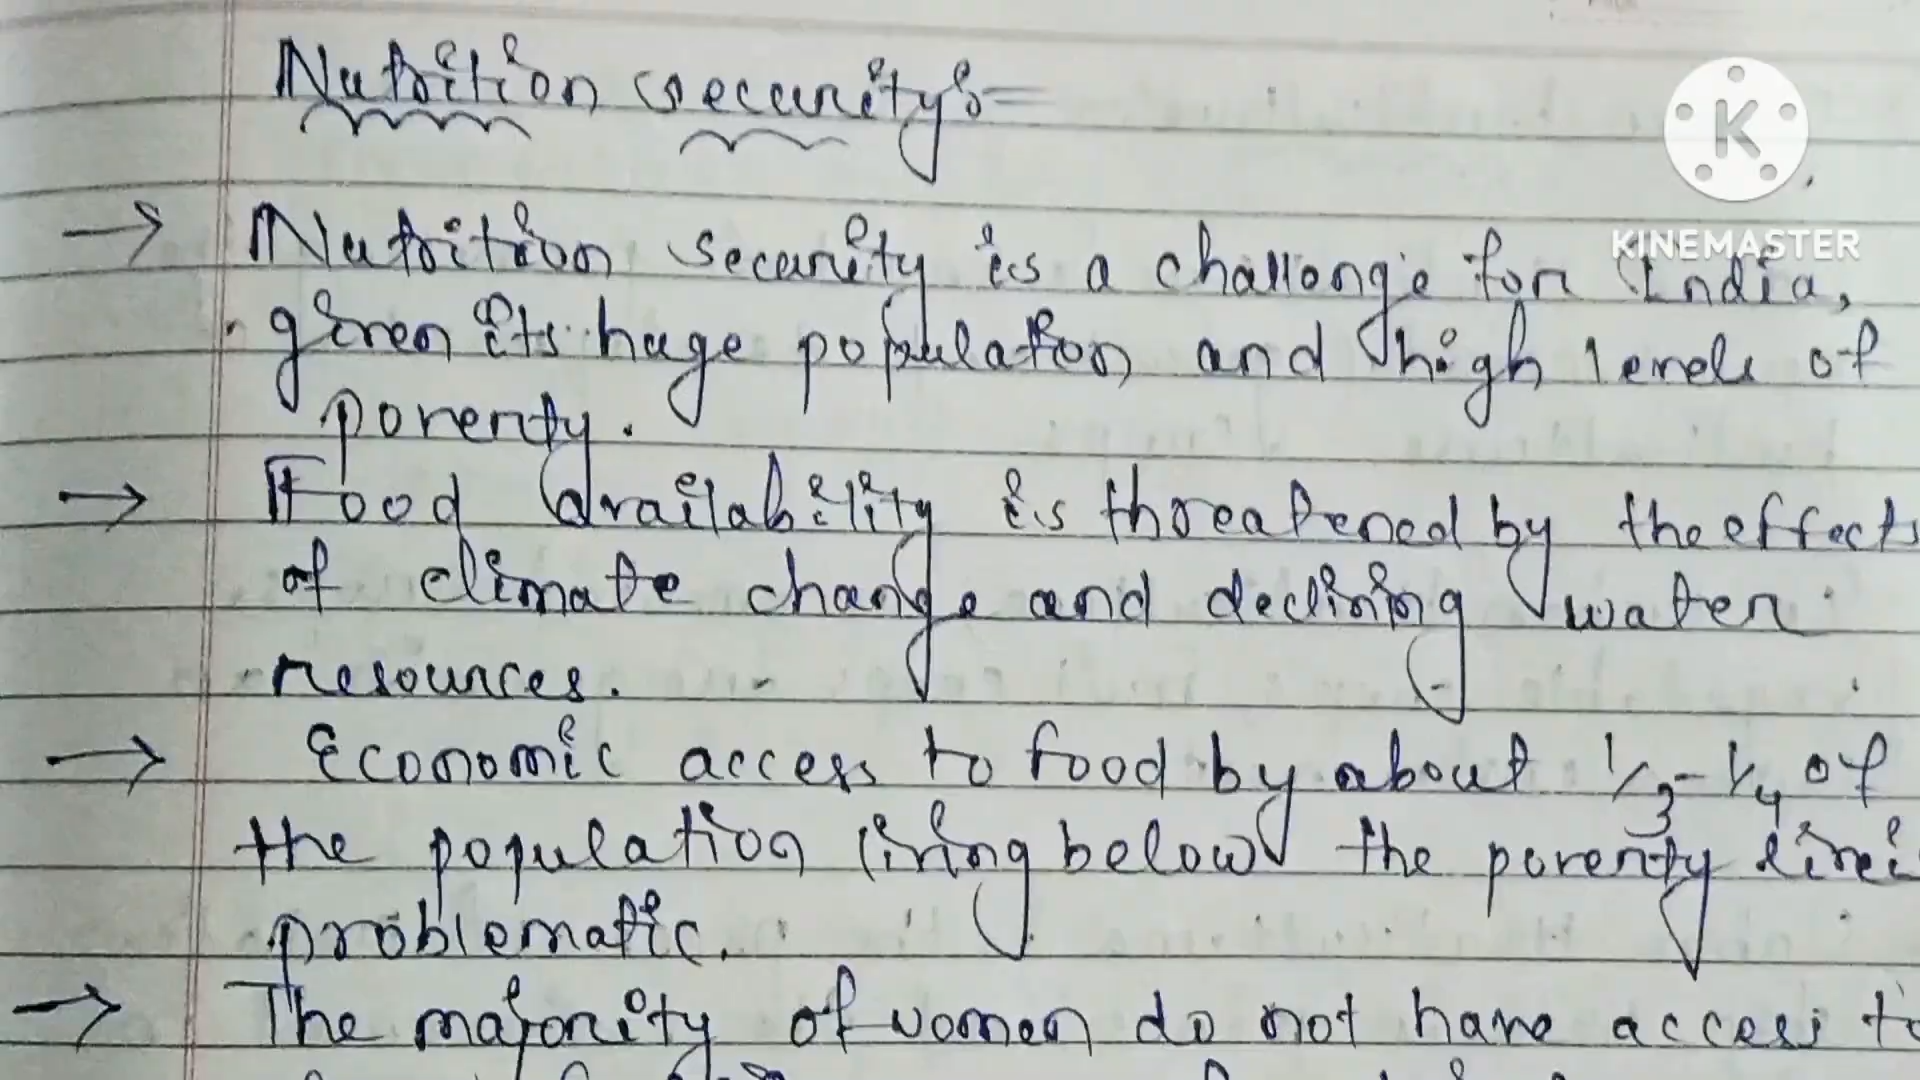 Nutrition security:-
→ Nutrition security is a challenge for India,
given its huge population and high levels of
poverty.
→ Food availability is threatened by the effects
of climate change and declining water
resources.
→ Economic access to food by about 1/3 - 1/4 of
the population living below the poverty line i
problematic.
→ The majority of women do not have access to
K
KINEMASTER